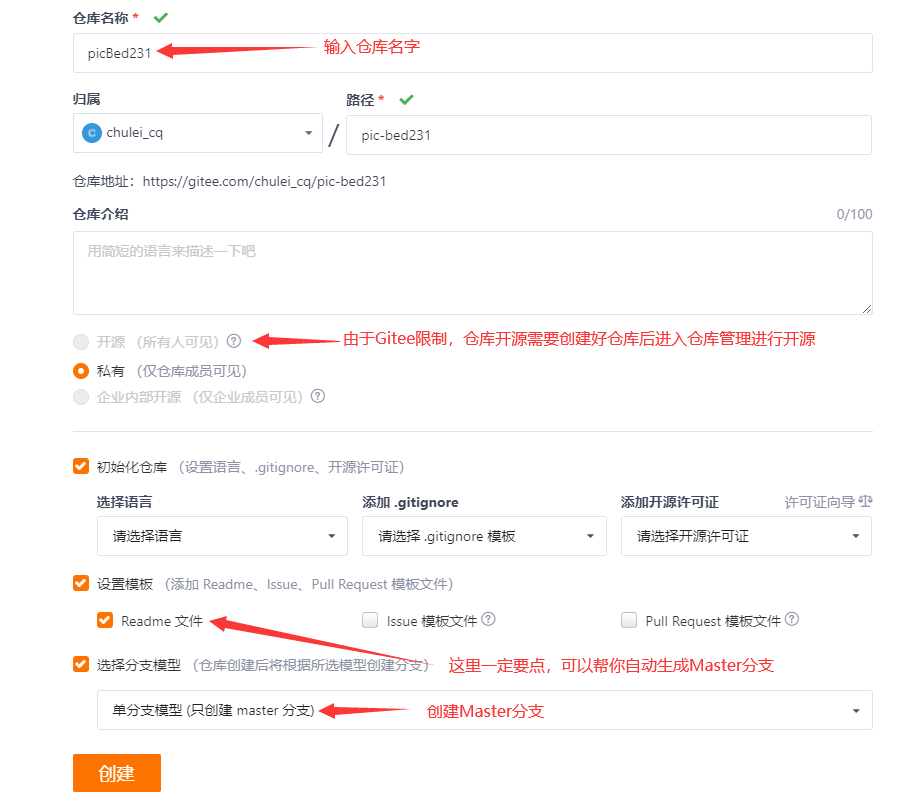 仓库名称 *
picBed231 输入仓库名字
归属 路径 *
C chulei_cq / pic-bed231
仓库地址：https://gitee.com/chulei_cq/pic-bed231
仓库介绍 0/100
用简短的语言来描述一下吧
开源 （所有人可见） ? 由于Gitee限制，仓库开源需要创建好仓库后进入仓库管理进行开源
私有 （仅仓库成员可见）
企业内部开源 （仅企业成员可见） ?
初始化仓库 （设置语言、.gitignore、开源许可证）
选择语言 添加 .gitignore 添加开源许可证 许可证向导
请选择语言 请选择 .gitignore 模板 请选择开源许可证
设置模板 （添加 Readme、Issue、Pull Request 模板文件）
Readme 文件 Issue 模板文件 ? Pull Request 模板文件 ?
选择分支模型 （仓库创建后将根据所选模型创建分支） 这里一定要点，可以帮你自动生成Master分支
单分支模型 (只创建 master 分支) 创建Master分支
创建